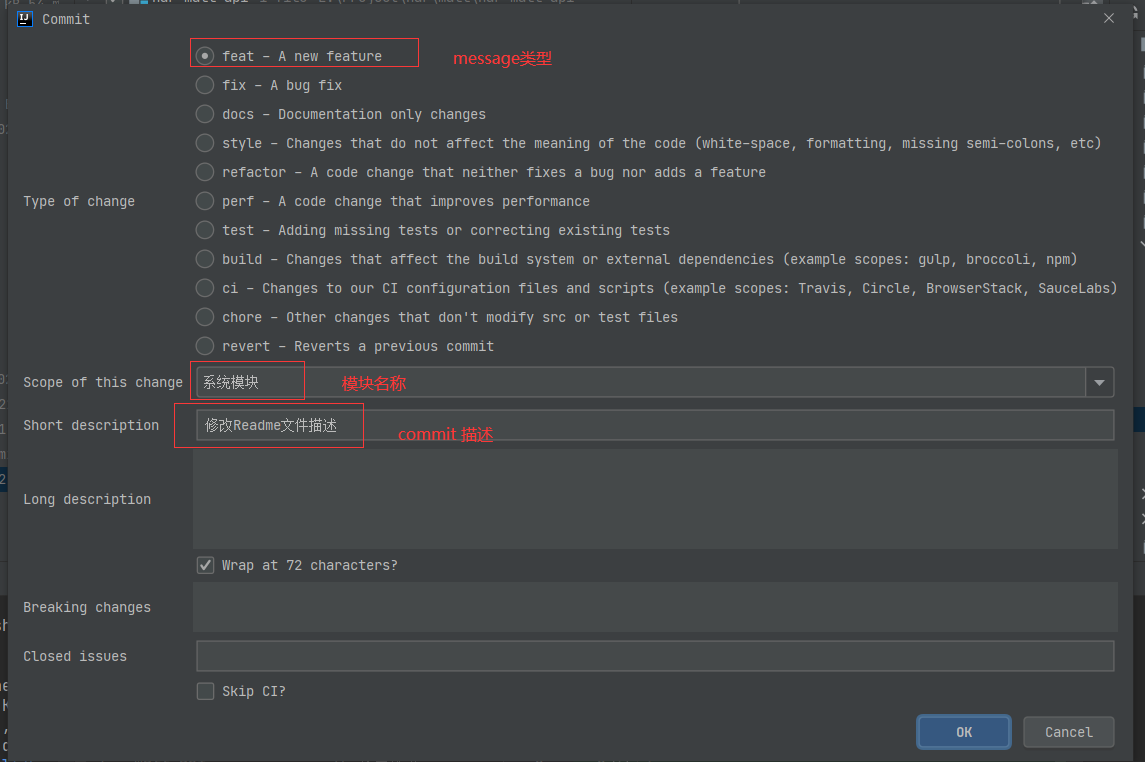 Commit
feat – A new feature
message类型
fix – A bug fix
docs – Documentation only changes
style – Changes that do not affect the meaning of the code (white-space, formatting, missing semi-colons, etc)
refactor – A code change that neither fixes a bug nor adds a feature
Type of change
perf – A code change that improves performance
test – Adding missing tests or correcting existing tests
build – Changes that affect the build system or external dependencies (example scopes: gulp, broccoli, npm)
ci – Changes to our CI configuration files and scripts (example scopes: Travis, Circle, BrowserStack, SauceLabs)
chore – Other changes that don't modify src or test files
revert – Reverts a previous commit
Scope of this change
系统模块
模块名称
Short description
修改Readme文件描述
commit 描述
Long description
Wrap at 72 characters?
Breaking changes
Closed issues
Skip CI?
OK
Cancel